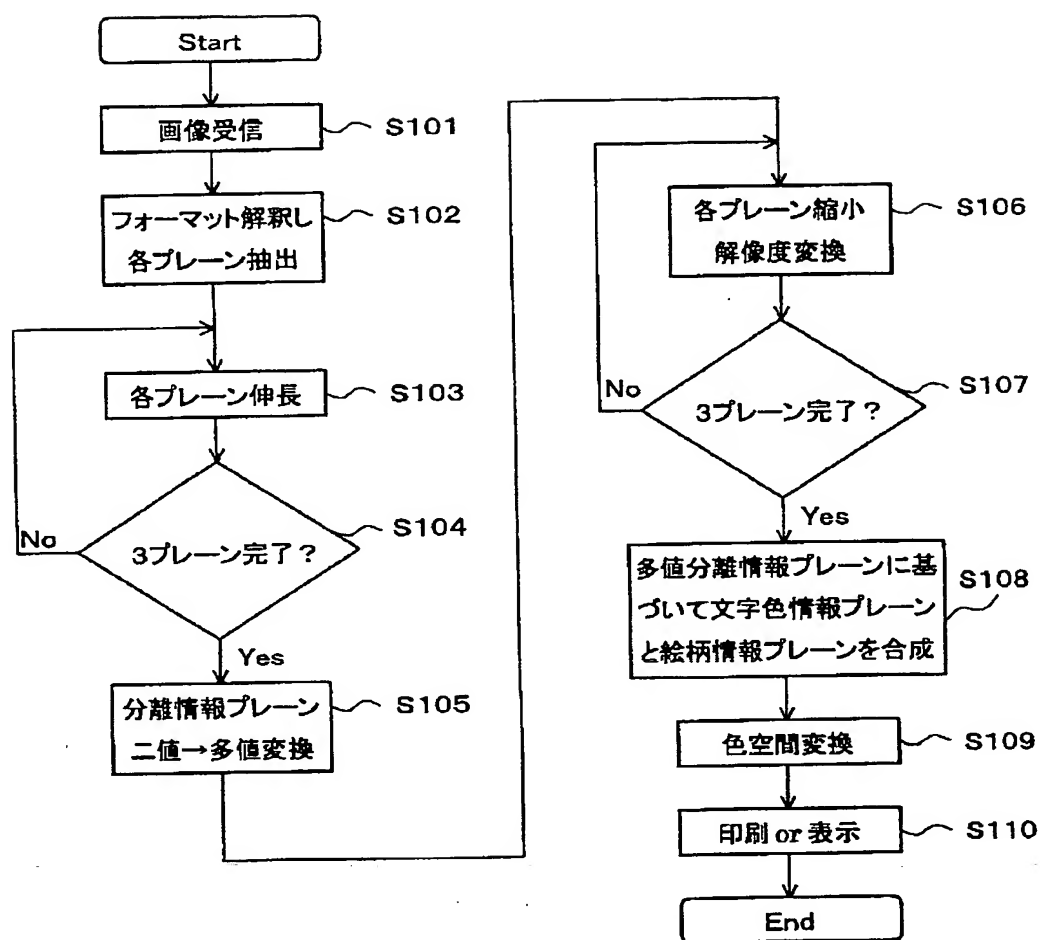 Start
画像受信 S101
フォーマット解釈し
各プレーン抽出
S102
各プレーン伸長 S103
3プレーン完了？ S104
No
Yes
分離情報プレーン
二値→多値変換
S105
各プレーン縮小
解像度変換
S106
3プレーン完了？ S107
No
Yes
多値分離情報プレーンに基
づいて文字色情報プレーン
と絵柄情報プレーンを合成
S108
色空間変換 S109
印刷 or 表示 S110
End